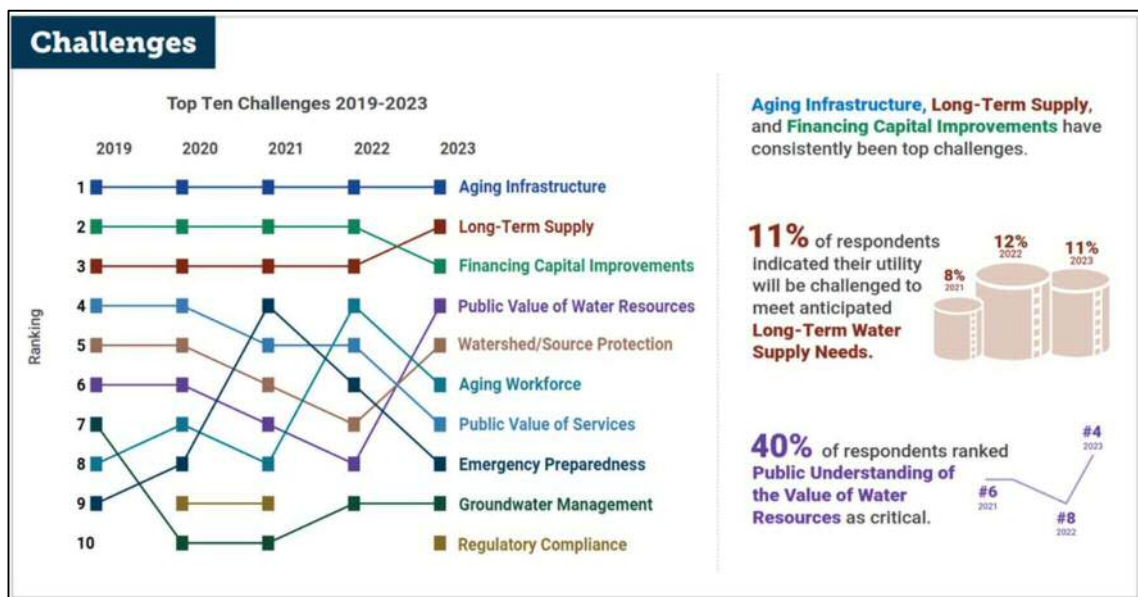 Challenges
Top Ten Challenges 2019-2023
2019 2020 2021 2022 2023
Ranking
1 Aging Infrastructure
2 Long-Term Supply
3 Financing Capital Improvements
4 Public Value of Water Resources
5 Watershed/Source Protection
6 Aging Workforce
7 Public Value of Services
8 Emergency Preparedness
9 Groundwater Management
10 Regulatory Compliance
Aging Infrastructure, Long-Term Supply,
and Financing Capital Improvements have
consistently been top challenges.
11% of respondents
indicated their utility
will be challenged to
meet anticipated
Long-Term Water
Supply Needs.
8%
2021
12%
2022
11%
2023
40% of respondents ranked
Public Understanding of
the Value of Water
Resources as critical.
#6
2021
#8
2022
#4
2023